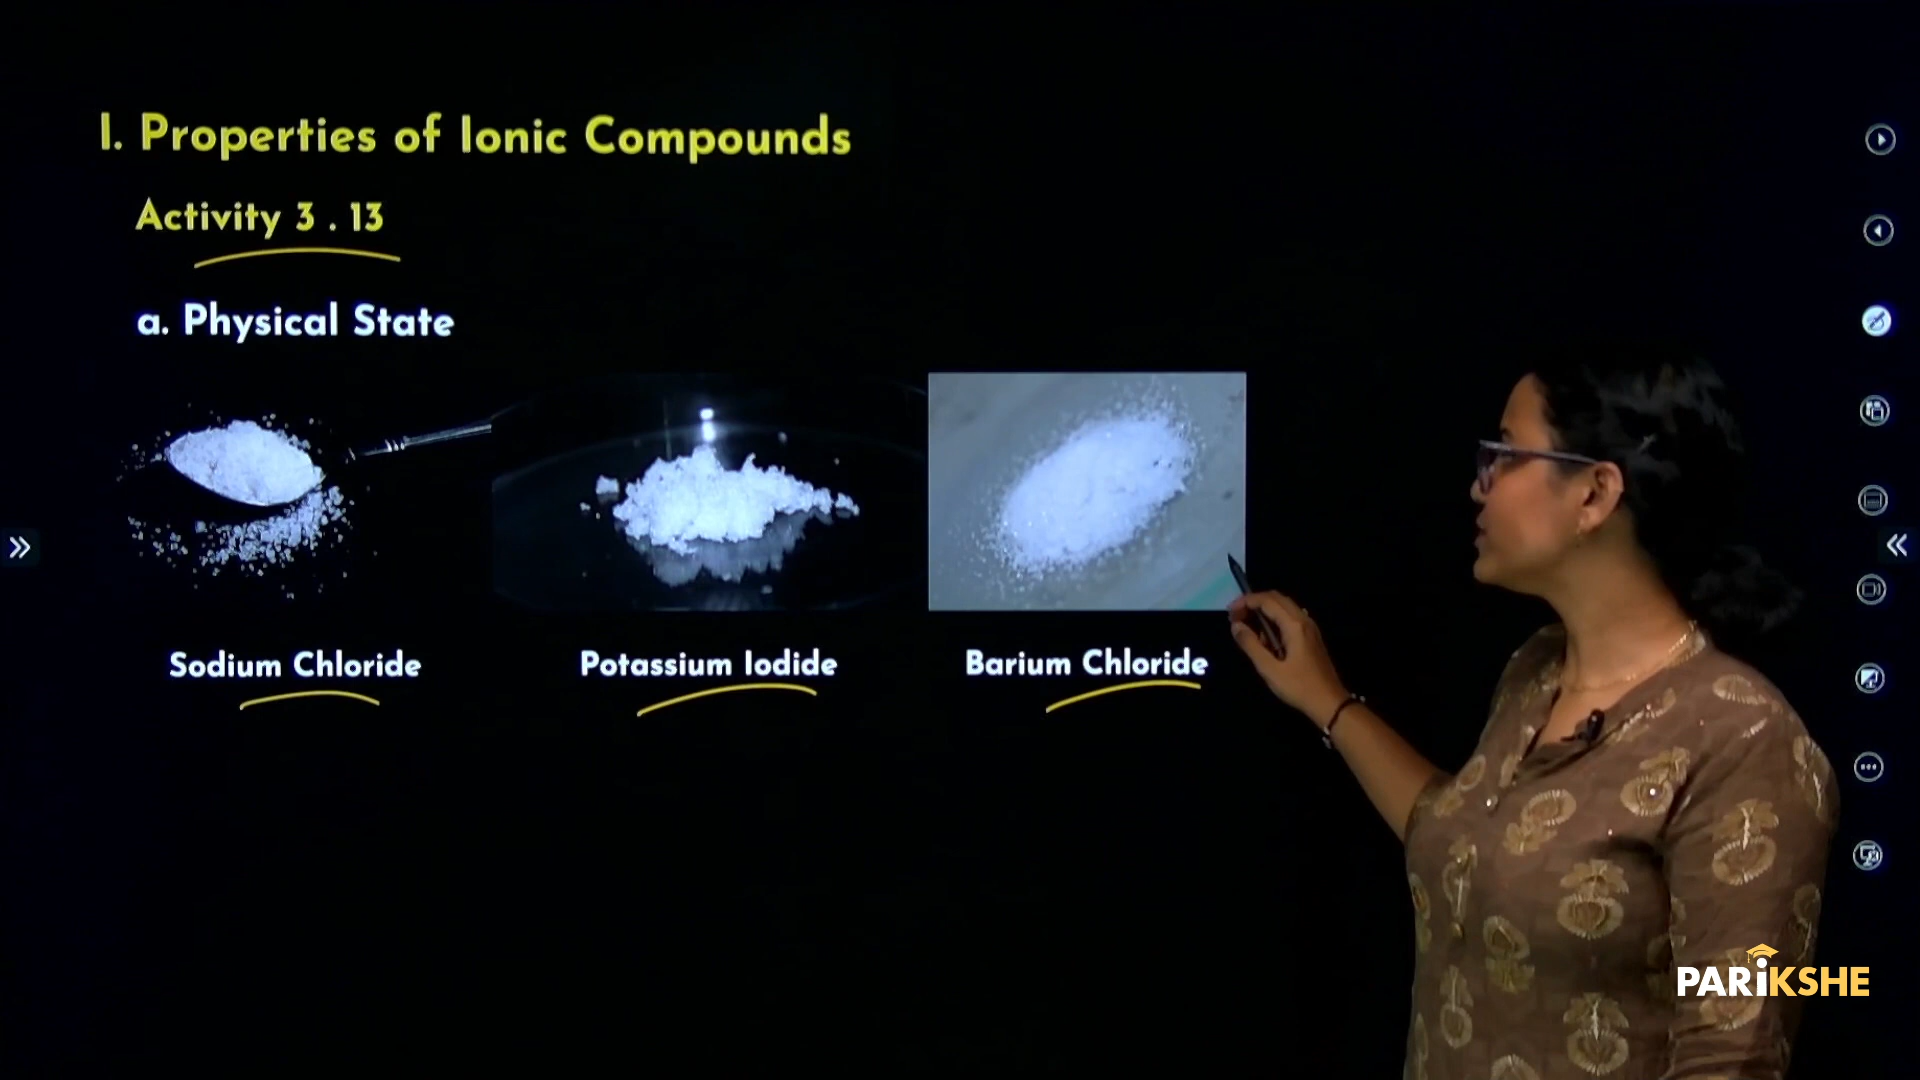 I. Properties of Ionic Compounds
Activity 3 . 13
a. Physical State
Sodium Chloride
Potassium Iodide
Barium Chloride
PARiKSHE